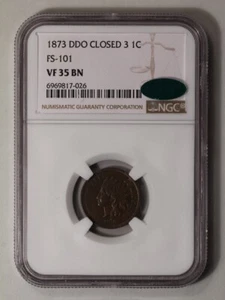 1873 DDO CLOSED 3 1C
FS-101
VF 35 BN
6969817-026
NUMISMATIC GUARANTY CORPORATION
NGC